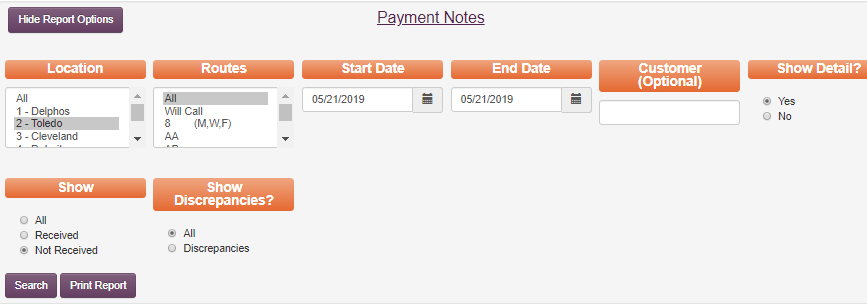 Hide Report Options
Payment Notes
Location
Routes
Start Date
End Date
Customer
(Optional)
Show Detail?
All
1 - Delphos
2 - Toledo
3 - Cleveland
All
Will Call
8 (M,W,F)
AA
05/21/2019
05/21/2019
Yes
No
Show
Show
Discrepancies?
All
Received
Not Received
All
Discrepancies
Search
Print Report